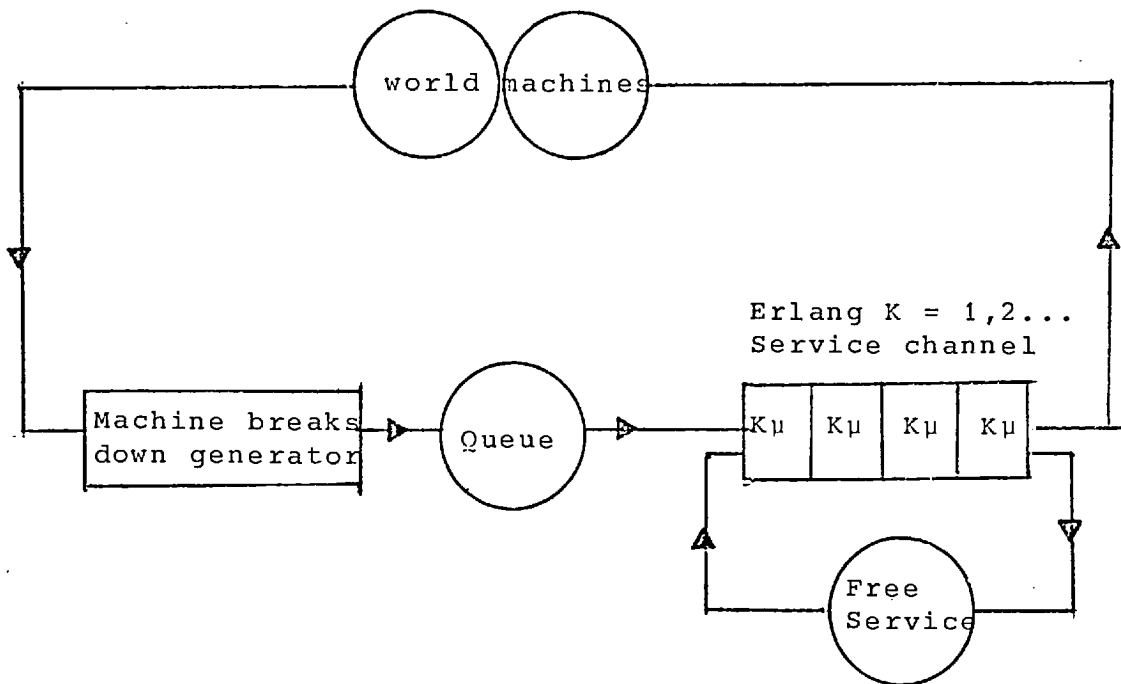 world machines
Erlang K = 1,2...
Service channel
Machine breaks
down generator
Queue
Kμ Kμ Kμ Kμ
Free
Service